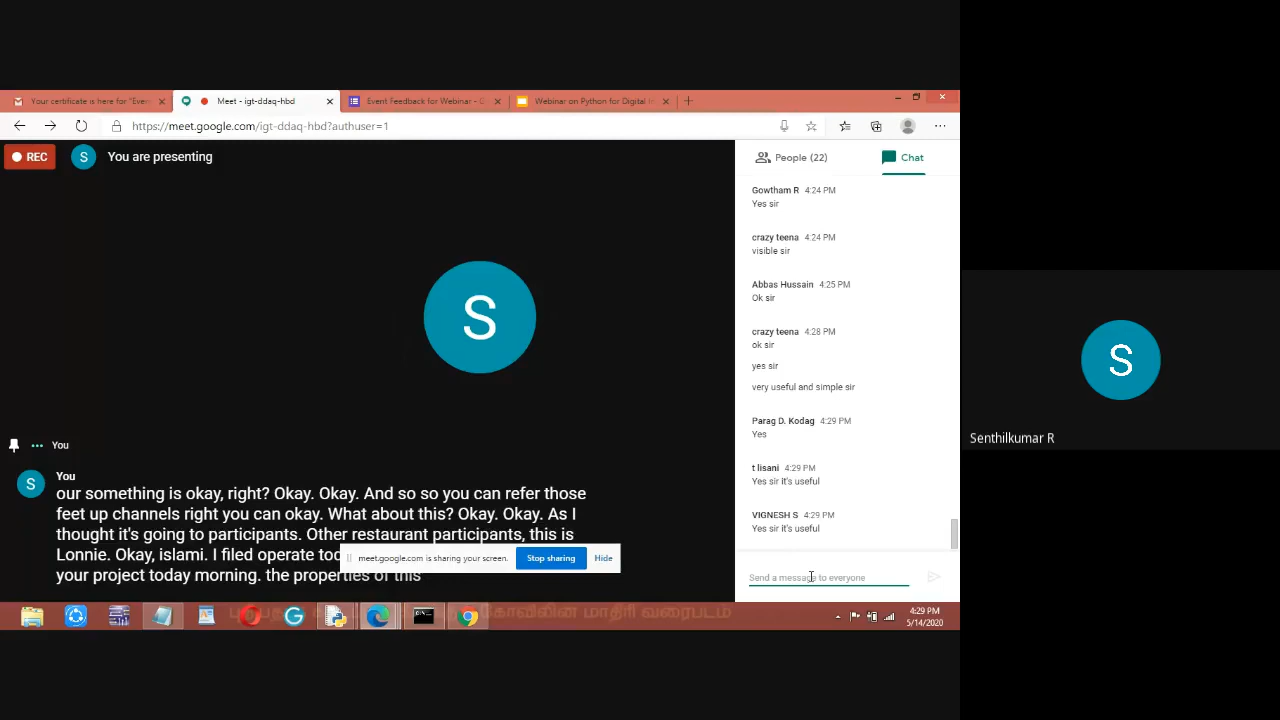 Your certificate is here for "Even
Meet - igt-ddaq-hbd
Event Feedback for Webinar - G
Webinar on Python for Digital I
https://meet.google.com/igt-ddaq-hbd?authuser=1
REC
S
You are presenting
People (22)
Chat
Gowtham R 4:24 PM
Yes sir
crazy teena 4:24 PM
visible sir
Abbas Hussain 4:25 PM
Ok sir
crazy teena 4:28 PM
ok sir
yes sir
very useful and simple sir
Parag D. Kodag 4:29 PM
Yes
t lisani 4:29 PM
Yes sir it's useful
VIGNESH S 4:29 PM
Yes sir it's useful
Send a message to everyone
S
You
S
You
our something is okay, right? Okay. Okay. And so so you can refer those
feet up channels right you can okay. What about this? Okay. Okay. As I
thought it's going to participants. Other restaurant participants, this is
Lonnie. Okay, islami. I filed operate
your project today morning. the properties of this
meet.google.com is sharing your screen.
Stop sharing
Hide
கோவிலின் மாதிரி வரைபடம்
4:29 PM
5/14/2020
S
Senthilkumar R